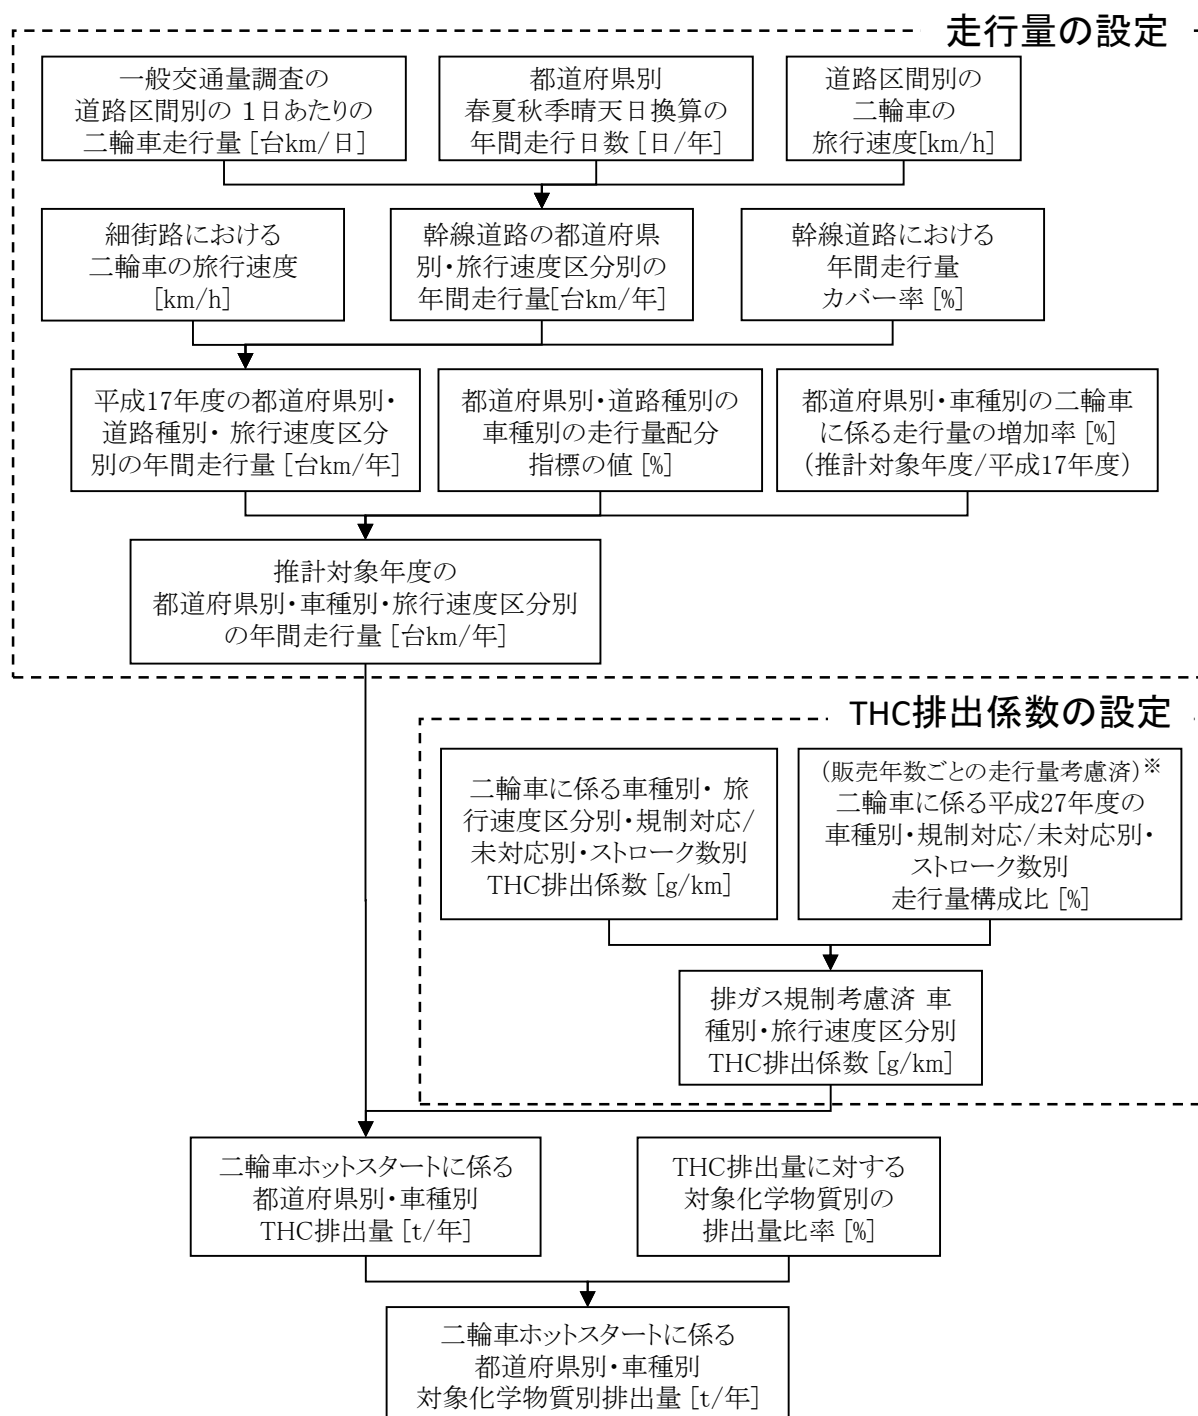 走行量の設定
一般交通量調査の
道路区間別の 1日あたりの
二輪車走行量 [台km/日]
都道府県別
春夏秋季晴天日換算の
年間走行日数 [日/年]
道路区間別の
二輪車の
旅行速度[km/h]
細街路における
二輪車の旅行速度
[km/h]
幹線道路の都道府県
別・旅行速度区分別の
年間走行量[台km/年]
幹線道路における
年間走行量
カバー率 [%]
平成17年度の都道府県別・
道路種別・ 旅行速度区分
別の年間走行量 [台km/年]
都道府県別・道路種別の
車種別の走行量配分
指標の値 [%]
都道府県別・車種別の二輪車
に係る走行量の増加率 [%]
(推計対象年度/平成17年度)
推計対象年度の
都道府県別・車種別・旅行速度区分別
の年間走行量 [台km/年]
THC排出係数の設定
二輪車に係る車種別・ 旅
行速度区分別・規制対応/
未対応別・ストローク数別
THC排出係数 [g/km]
(販売年数ごとの走行量考慮済)※
二輪車に係る平成27年度の
車種別・規制対応/未対応別・
ストローク数別
走行量構成比 [%]
排ガス規制考慮済 車
種別・旅行速度区分別
THC排出係数 [g/km]
二輪車ホットスタートに係る
都道府県別・車種別
THC排出量 [t/年]
THC排出量に対する
対象化学物質別の
排出量比率 [%]
二輪車ホットスタートに係る
都道府県別・車種別
対象化学物質別排出量 [t/年]